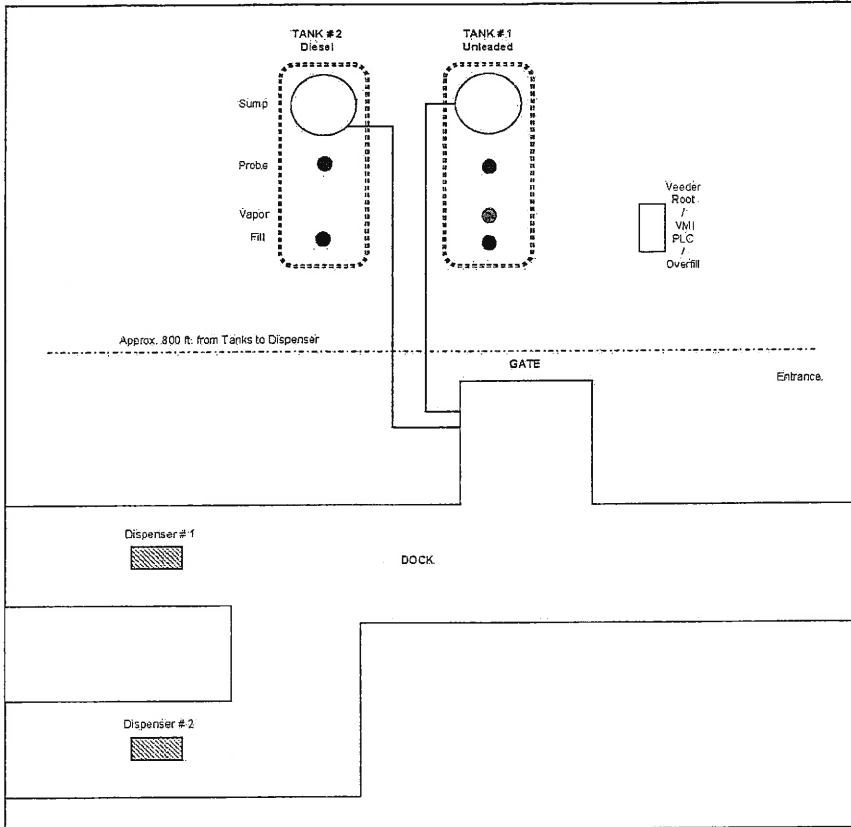 TANK #2
Diesel
TANK #1
Unleaded
Sump
Probe
Vapor
Fill
Veeder
Root
/
VMI
PLC
/
Overfill
Approx. 800 ft. from Tanks to Dispenser
GATE
Entrance.
Dispenser #1
DOCK.
Dispenser #2